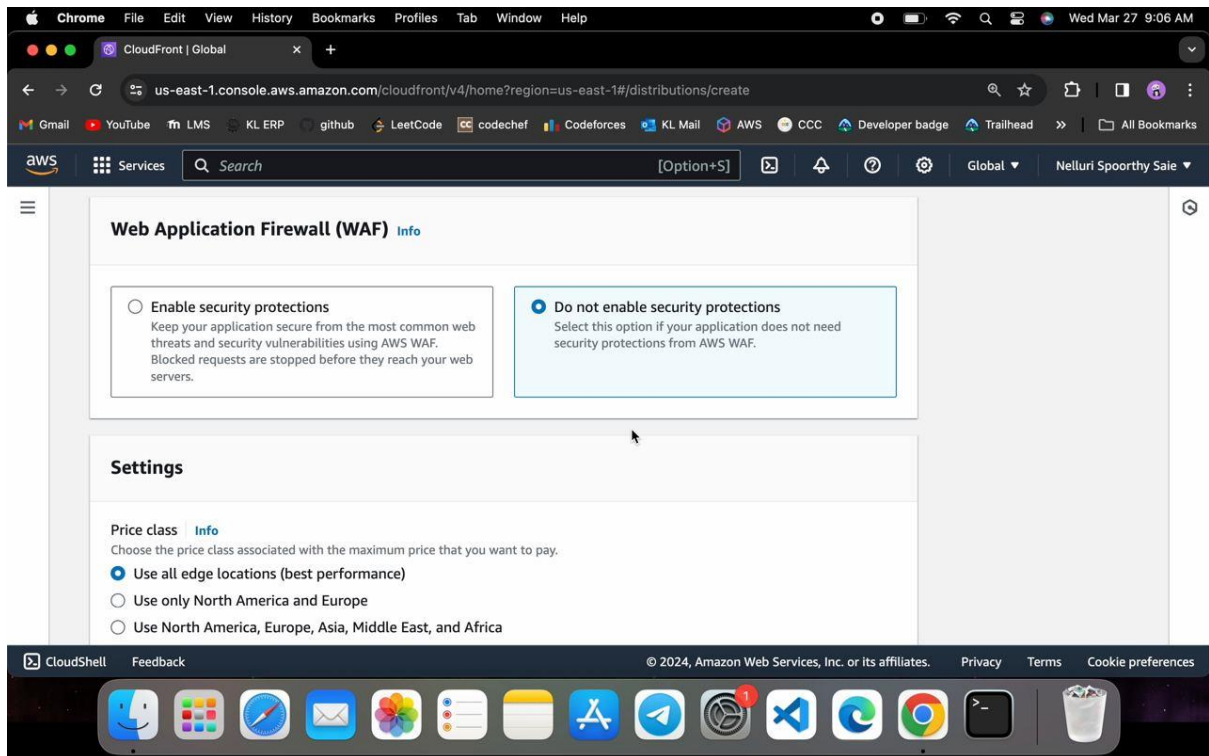 Chrome File Edit View History Bookmarks Profiles Tab Window Help Wed Mar 27 9:06 AM
CloudFront | Global
us-east-1.console.aws.amazon.com/cloudfront/v4/home?region=us-east-1#/distributions/create
Gmail YouTube LMS KL ERP github LeetCode codechef Codeforces KL Mail AWS CCC Developer badge Trailhead » All Bookmarks
aws Services Search [Option+S] Global Nelluri Spoorthy Saie
Web Application Firewall (WAF) Info
Enable security protections
Keep your application secure from the most common web
threats and security vulnerabilities using AWS WAF.
Blocked requests are stopped before they reach your web
servers.
Do not enable security protections
Select this option if your application does not need
security protections from AWS WAF.
Settings
Price class Info
Choose the price class associated with the maximum price that you want to pay.
Use all edge locations (best performance)
Use only North America and Europe
Use North America, Europe, Asia, Middle East, and Africa
CloudShell Feedback © 2024, Amazon Web Services, Inc. or its affiliates. Privacy Terms Cookie preferences
1